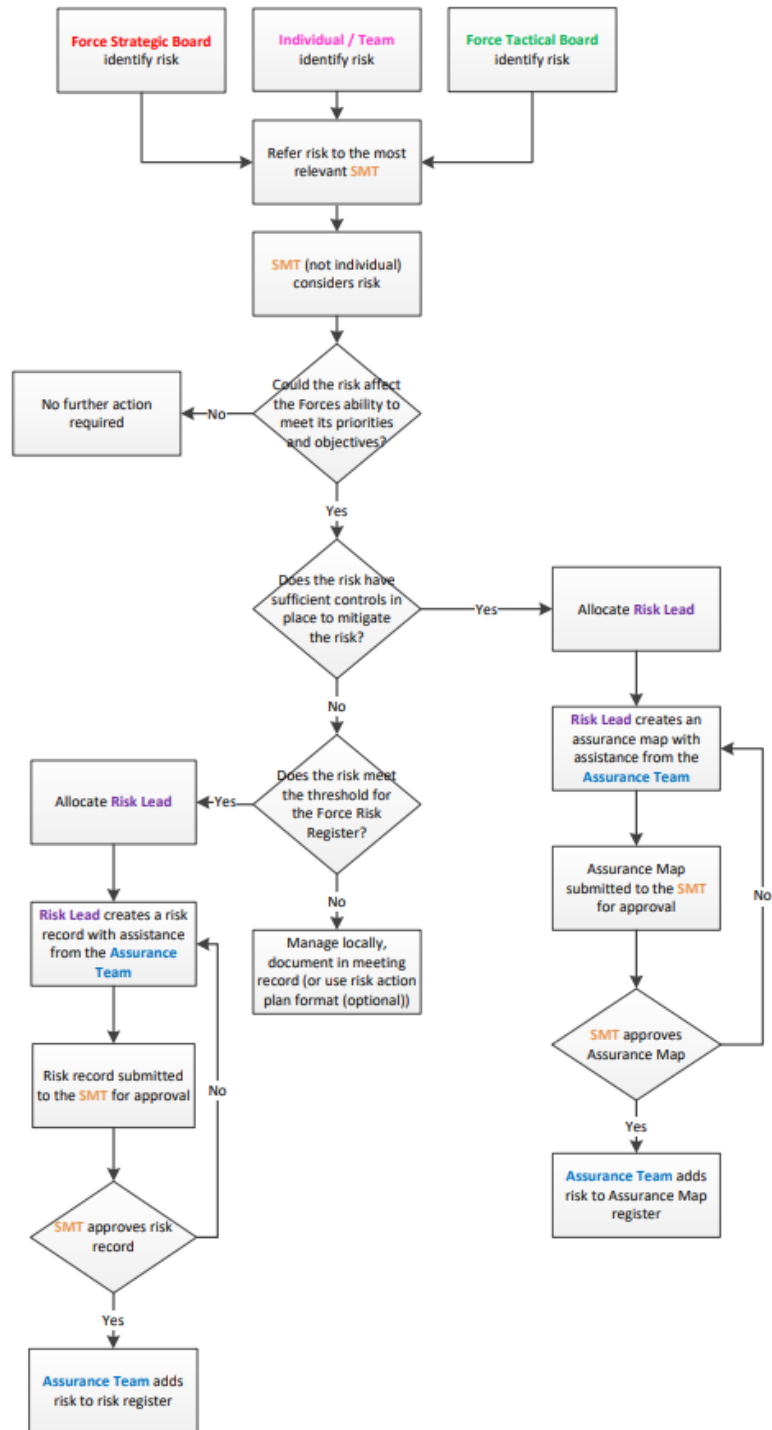 Force Strategic Board
identify risk
Individual / Team
identify risk
Force Tactical Board
identify risk
Refer risk to the most
relevant SMT
SMT (not individual)
considers risk
Could the risk affect
the Forces ability to
meet its priorities
and objectives?
No
No further action
required
Yes
Does the risk have
sufficient controls in
place to mitigate
the risk?
Yes
Allocate Risk Lead
No
Risk Lead creates an
assurance map with
assistance from the
Assurance Team
Does the risk meet
the threshold for
the Force Risk
Register?
Yes
Allocate Risk Lead
Assurance Map
submitted to the SMT
for approval
No
No
Risk Lead creates a risk
record with assistance
from the Assurance
Team
Manage locally,
document in meeting
record (or use risk action
plan format (optional))
SMT approves
Assurance Map
Risk record submitted
to the SMT for approval
No
Yes
Assurance Team adds
risk to Assurance Map
register
SMT approves risk
record
Yes
Assurance Team adds
risk to risk register